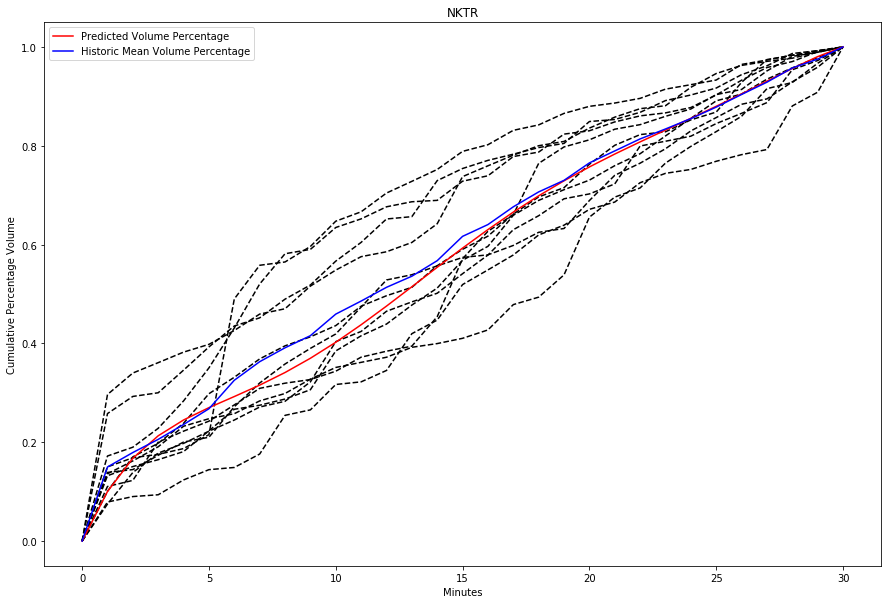 NKTR
Predicted Volume Percentage
Historic Mean Volume Percentage
Cumulative Percentage Volume
1.0
0.8
0.6
0.4
0.2
0.0
0 5 10 15 20 25 30
Minutes